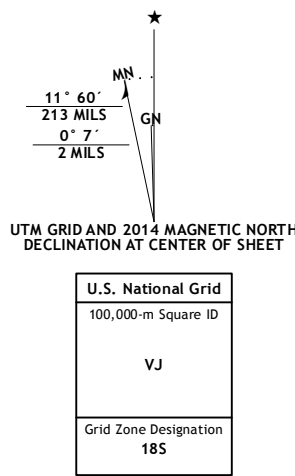 MN
GN
11° 60´
213 MILS
0° 7´
2 MILS
UTM GRID AND 2014 MAGNETIC NORTH
DECLINATION AT CENTER OF SHEET
U.S. National Grid
100,000-m Square ID
VJ
Grid Zone Designation
18S